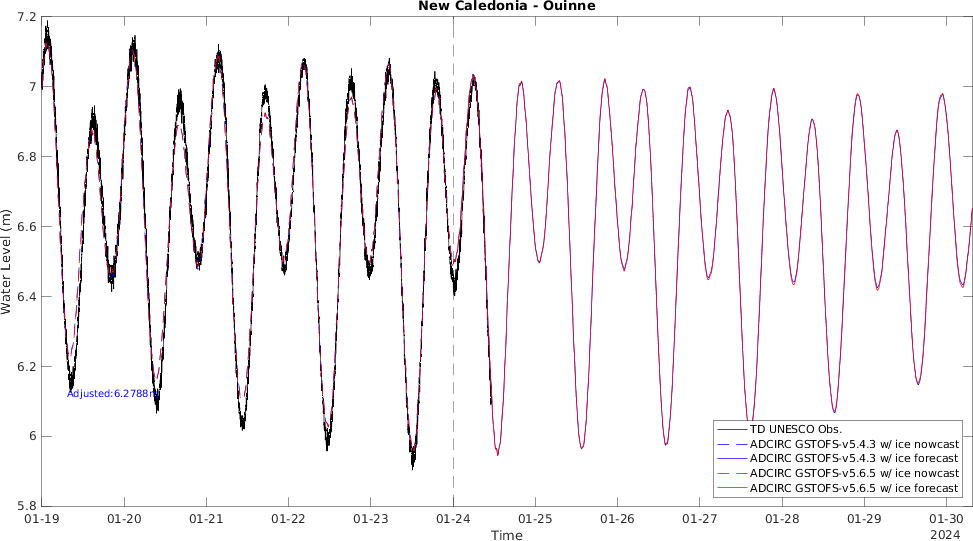 New Caledonia - Ouinne
Water Level (m)
7.2
7
6.8
6.6
6.4
6.2
6
5.8
Adjusted:6.2788m
TD UNESCO Obs.
ADCIRC GSTOFS-v5.4.3 w/ ice nowcast
ADCIRC GSTOFS-v5.4.3 w/ ice forecast
ADCIRC GSTOFS-v5.6.5 w/ ice nowcast
ADCIRC GSTOFS-v5.6.5 w/ ice forecast
01-19 01-20 01-21 01-22 01-23 01-24 01-25 01-26 01-27 01-28 01-29 01-30
Time
2024